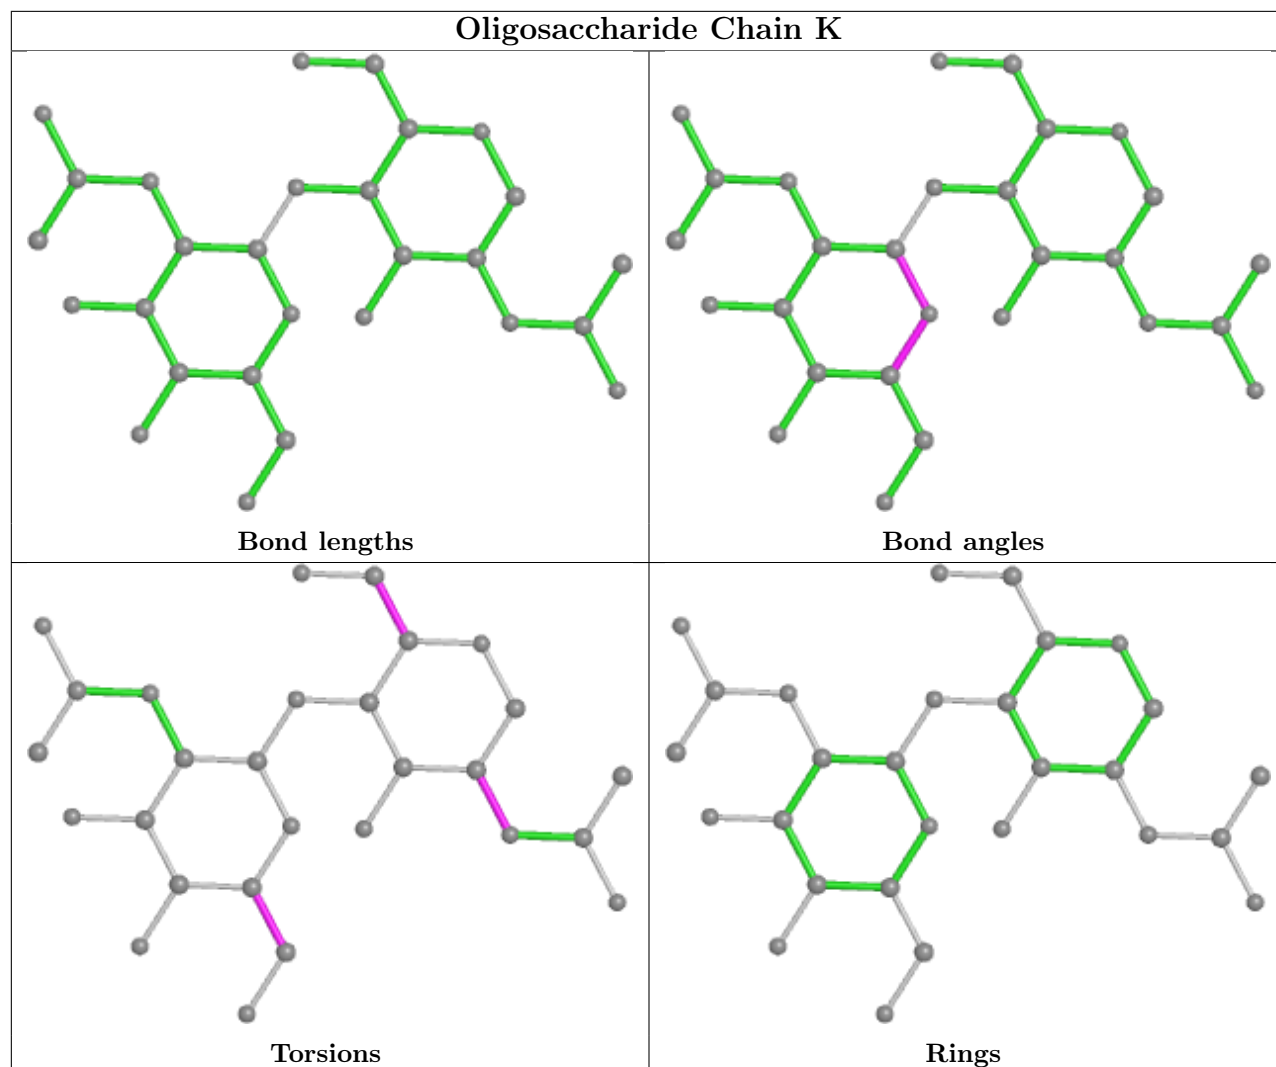 Oligosaccharide Chain K
Bond lengths
Bond angles
Torsions
Rings